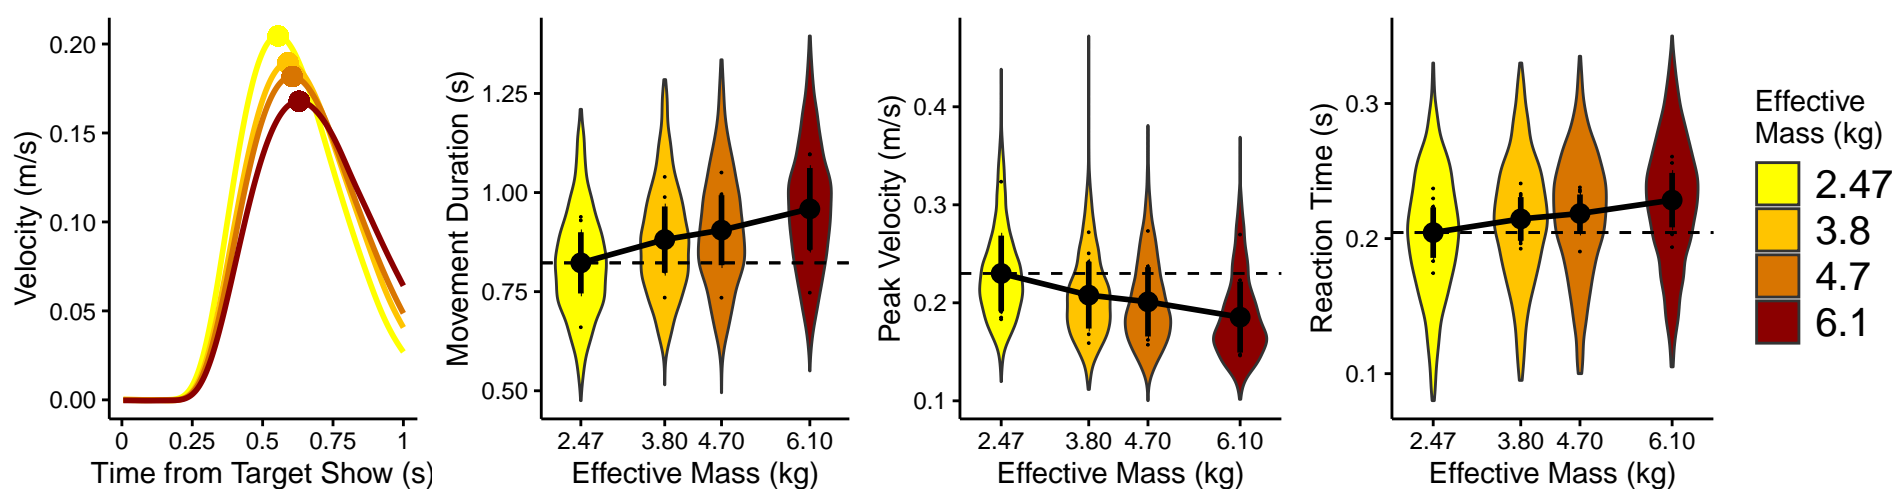 Velocity (m/s)
0.20
0.15
0.10
0.05
0.00
0 0.25 0.5 0.75 1
Time from Target Show (s)
Movement Duration (s)
1.25
1.00
0.75
0.50
2.47 3.80 4.70 6.10
Effective Mass (kg)
Peak Velocity (m/s)
0.4
0.3
0.2
0.1
2.47 3.80 4.70 6.10
Effective Mass (kg)
Reaction Time (s)
0.3
0.2
0.1
2.47 3.80 4.70 6.10
Effective Mass (kg)
Effective
Mass (kg)
2.47
3.8
4.7
6.1